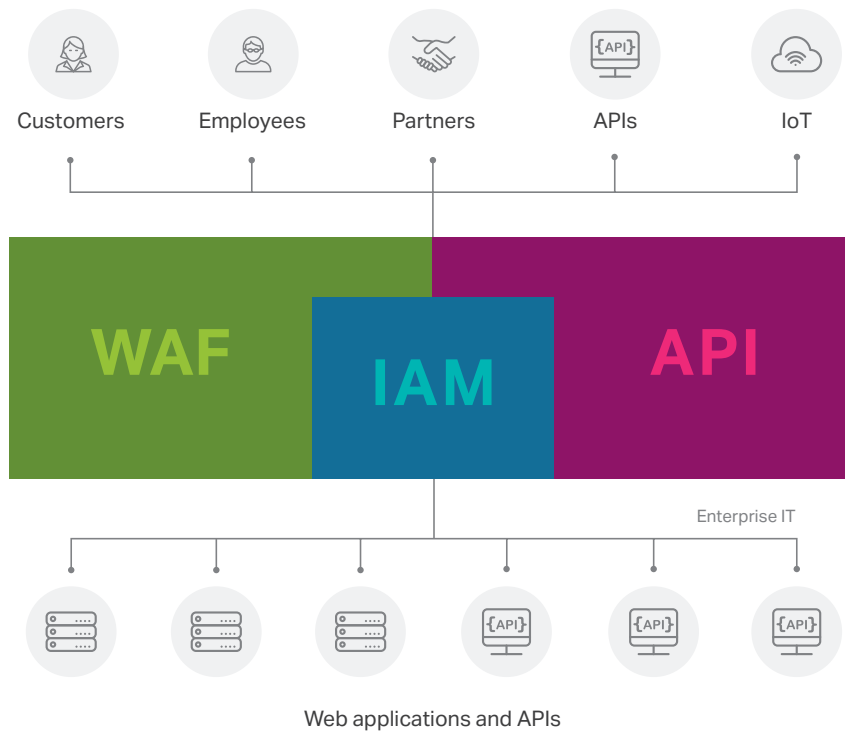 {API}
Customers
Employees
Partners
APIs
IoT
WAF
IAM
API
Enterprise IT
{API}
{API}
{API}
Web applications and APIs